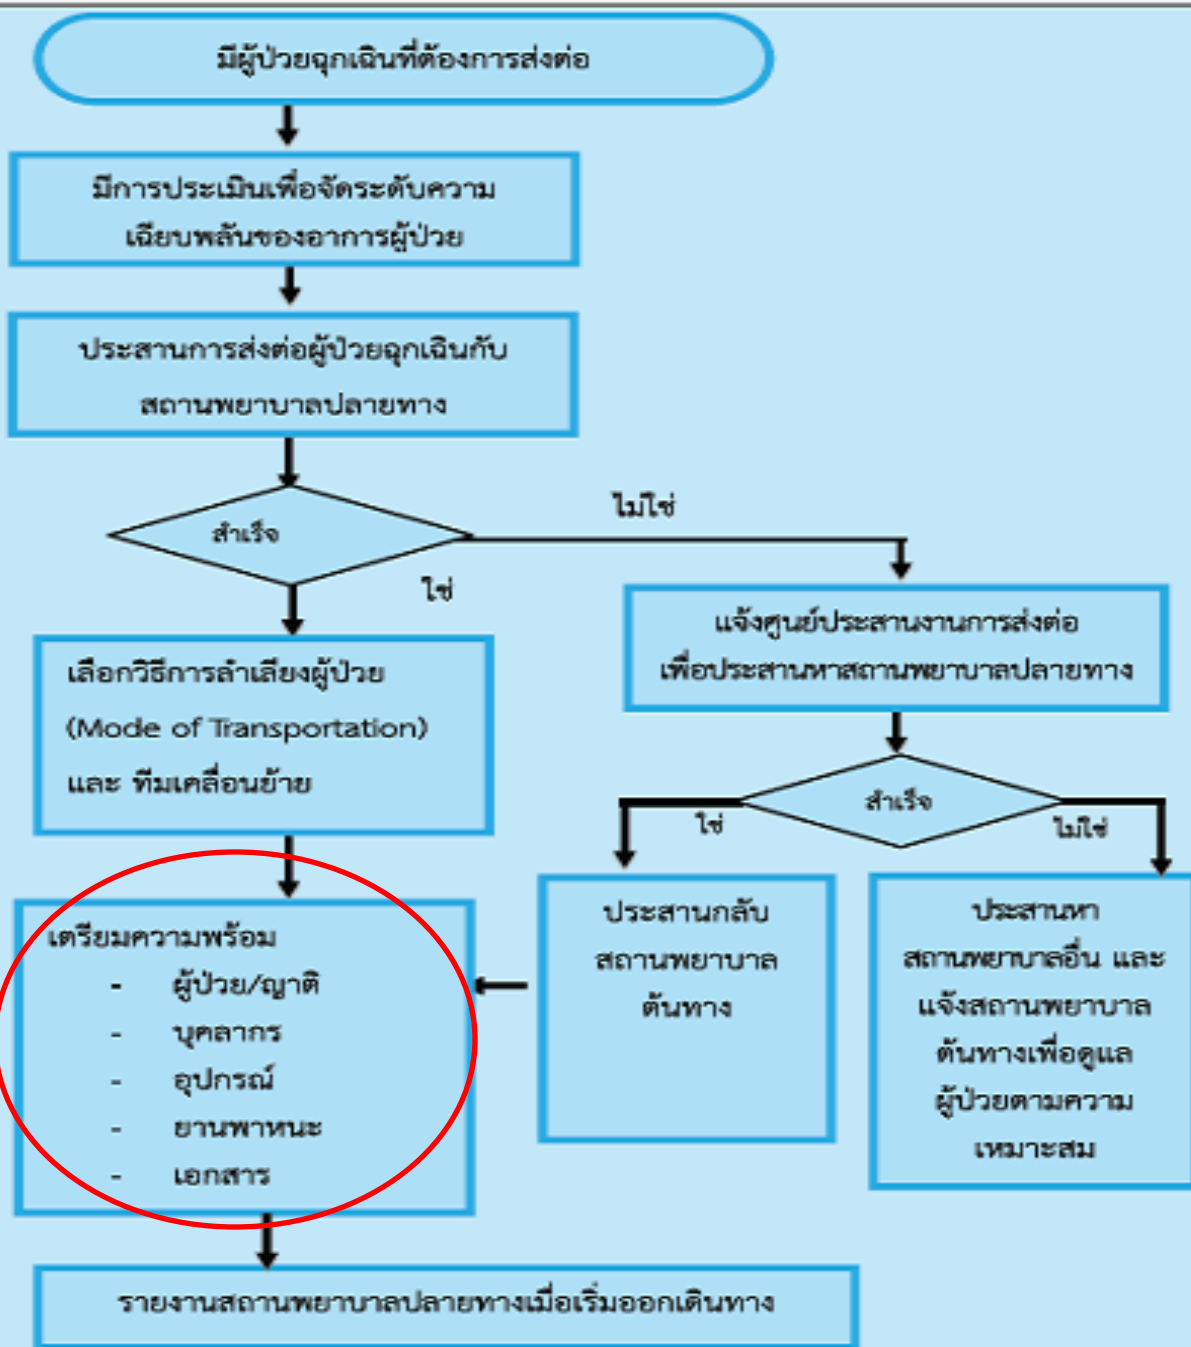 มีผู้ป่วยฉุกเฉินที่ต้องการส่งต่อ
มีการประเมินเพื่อจัดระดับความ
เฉียบพลันของอาการผู้ป่วย
ประสานการส่งต่อผู้ป่วยฉุกเฉินกับ
สถานพยาบาลปลายทาง
สำเร็จ
ไม่ใช่
ใช่
แจ้งศูนย์ประสานงานการส่งต่อ
เพื่อประสานหาสถานพยาบาลปลายทาง
เลือกวิธีการลำเลียงผู้ป่วย
(Mode of Transportation)
และ ทีมเคลื่อนย้าย
สำเร็จ
ใช่
ไม่ใช่
เตรียมความพร้อม
- ผู้ป่วย/ญาติ
- บุคลากร
- อุปกรณ์
- ยานพาหนะ
- เอกสาร
ประสานกลับ
สถานพยาบาล
ต้นทาง
ประสานหา
สถานพยาบาลอื่น และ
แจ้งสถานพยาบาล
ต้นทางเพื่อดูแล
ผู้ป่วยตามความ
เหมาะสม
รายงานสถานพยาบาลปลายทางเมื่อเริ่มออกเดินทาง